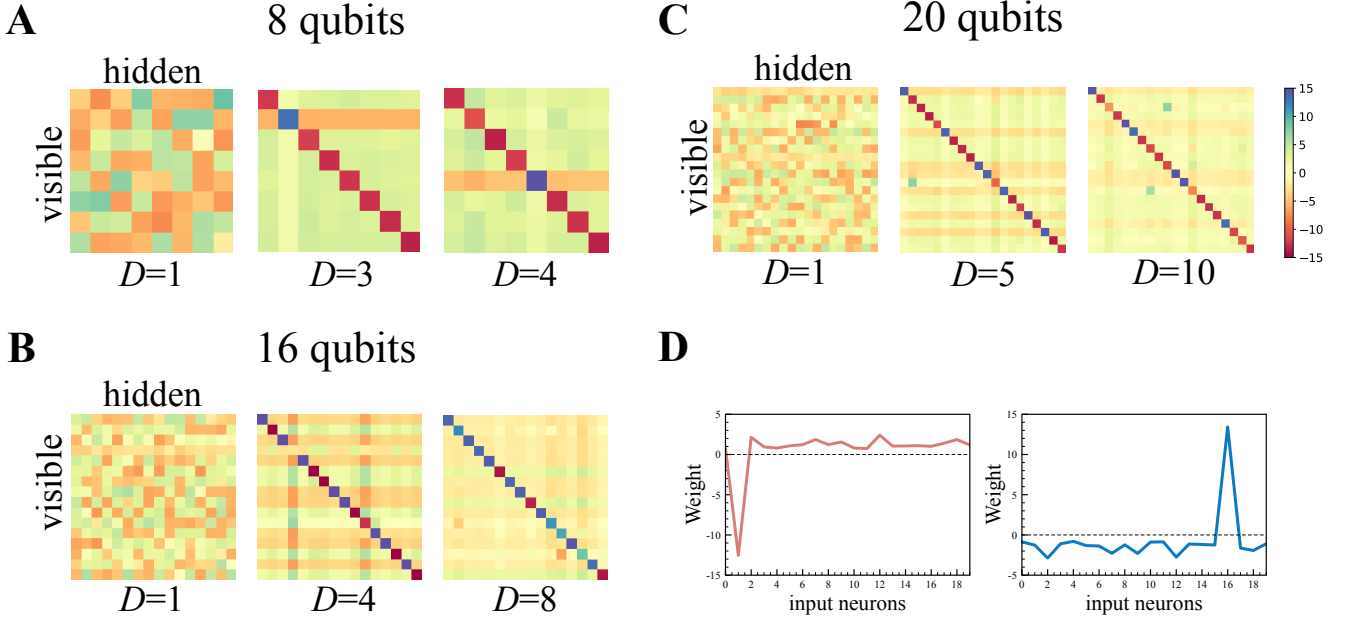 A
8 qubits
hidden
visible
D=1
D=3
D=4
C
20 qubits
hidden
visible
D=1
D=5
D=10
15
10
5
0
−5
−10
−15
B
16 qubits
hidden
visible
D=1
D=4
D=8
D
Weight
5
0
-5
-10
-15
0 2 4 6 8 10 12 14 16 18
input neurons
Weight
15
10
5
0
-5
0 2 4 6 8 10 12 14 16 18
input neurons